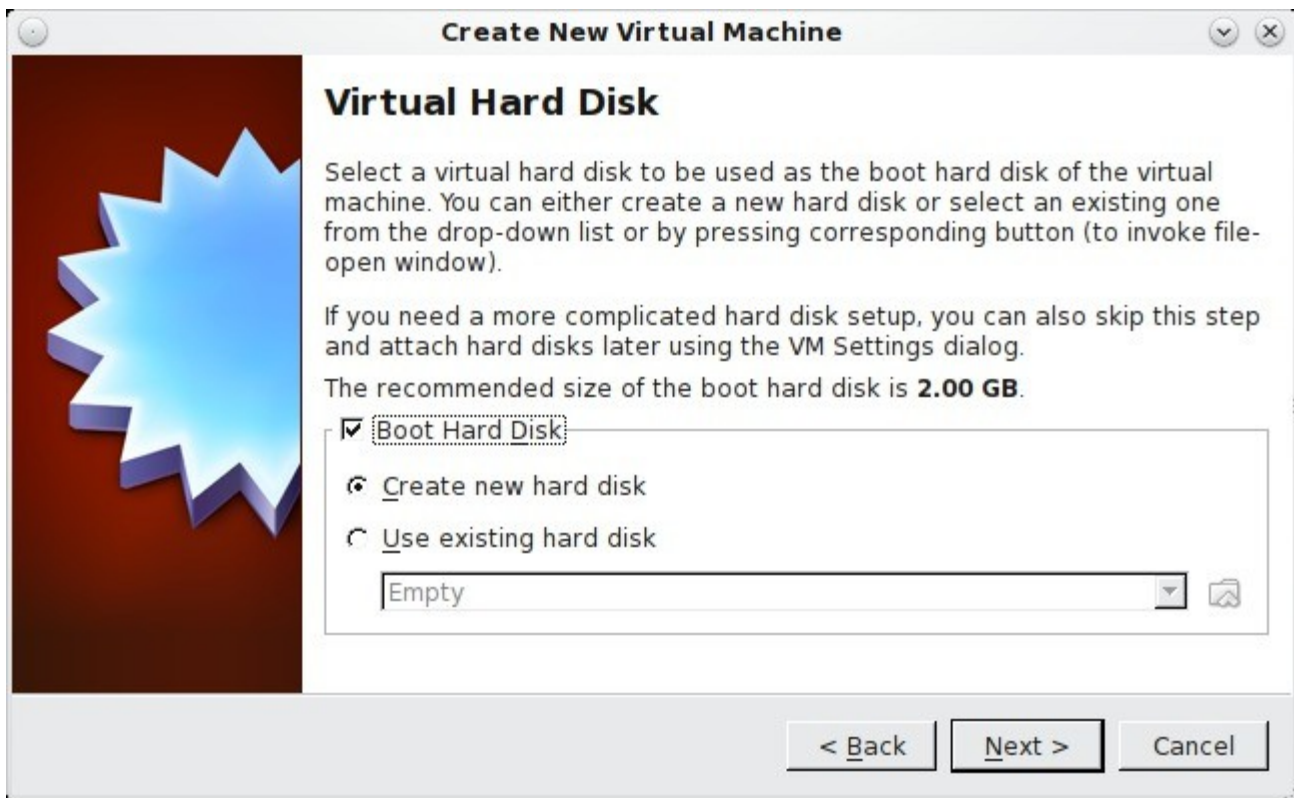 Create New Virtual Machine
Virtual Hard Disk
Select a virtual hard disk to be used as the boot hard disk of the virtual
machine. You can either create a new hard disk or select an existing one
from the drop-down list or by pressing corresponding button (to invoke file-
open window).
If you need a more complicated hard disk setup, you can also skip this step
and attach hard disks later using the VM Settings dialog.
The recommended size of the boot hard disk is 2.00 GB.
Boot Hard Disk
Create new hard disk
Use existing hard disk
Empty
< Back Next > Cancel